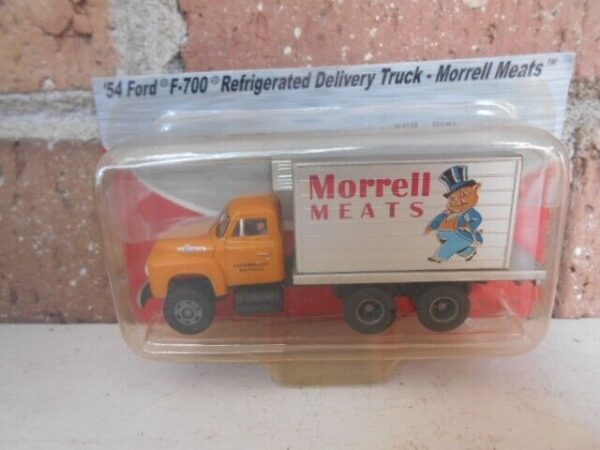 '54 Ford® F-700® Refrigerated Delivery Truck - Morrell Meats™
Morrell
MEATS